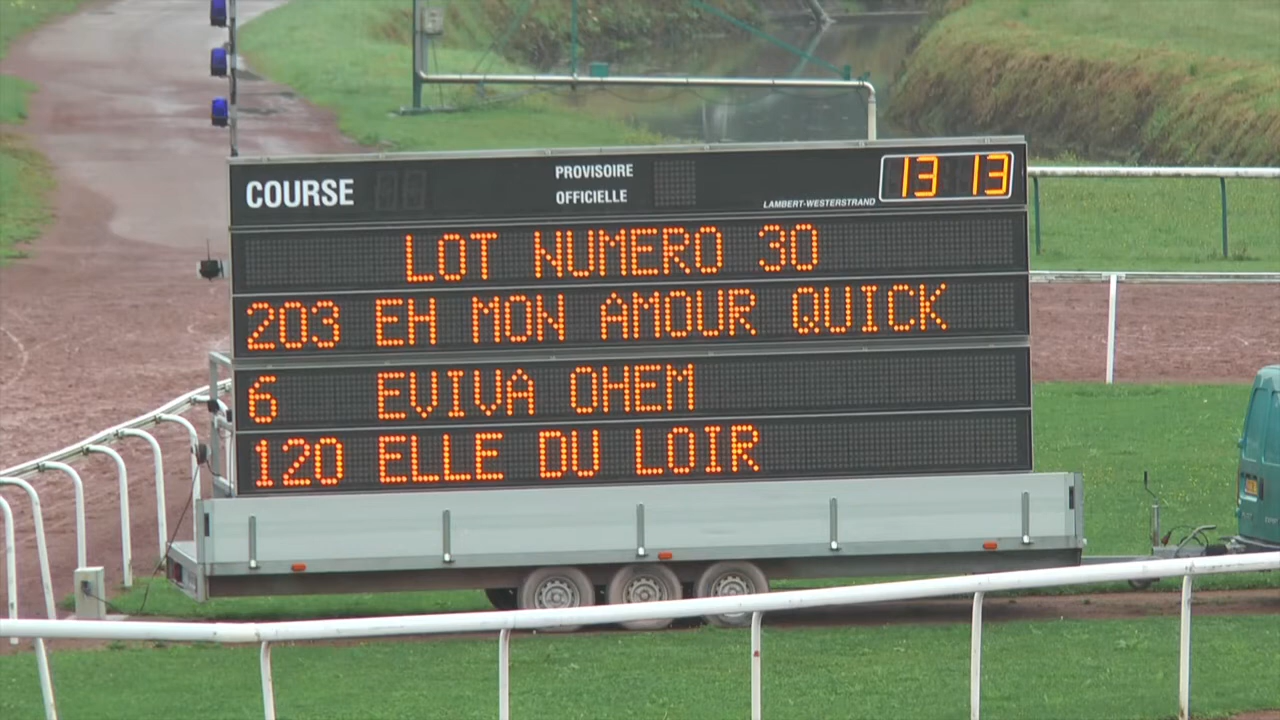 COURSE PROVISOIRE 13 13
OFFICIELLE
LAMBERT-WESTERSTRAND
LOT NUMERO 30
203 EH MON AMOUR QUICK
6 EVIVA OHEM
120 ELLE DU LOIR